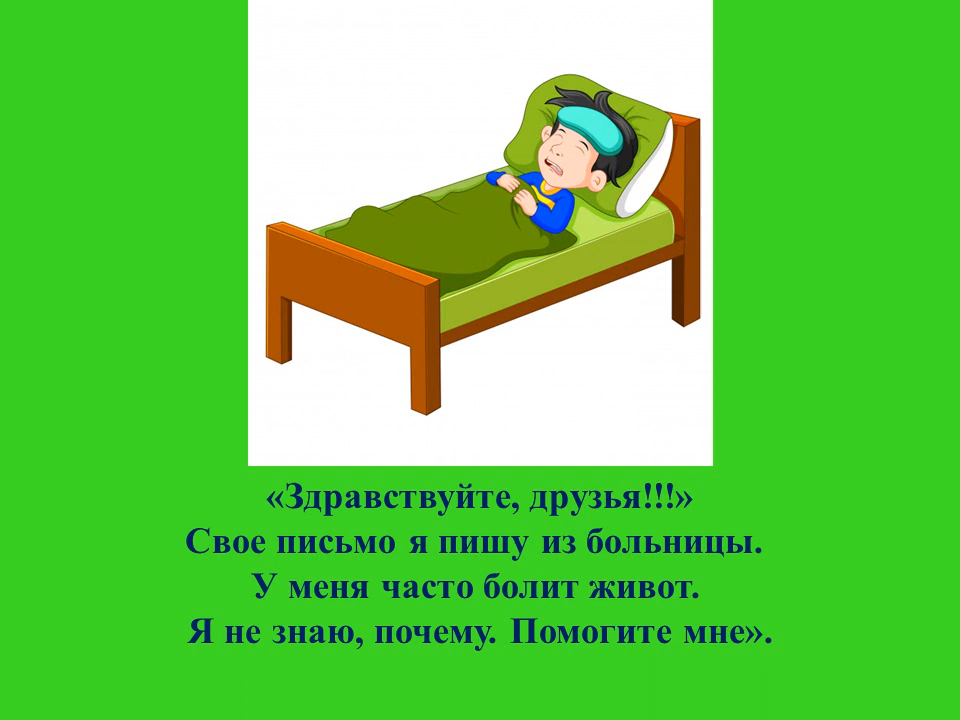 «Здравствуйте, друзья!!!»
Свое письмо я пишу из больницы.
У меня часто болит живот.
Я не знаю, почему. Помогите мне».